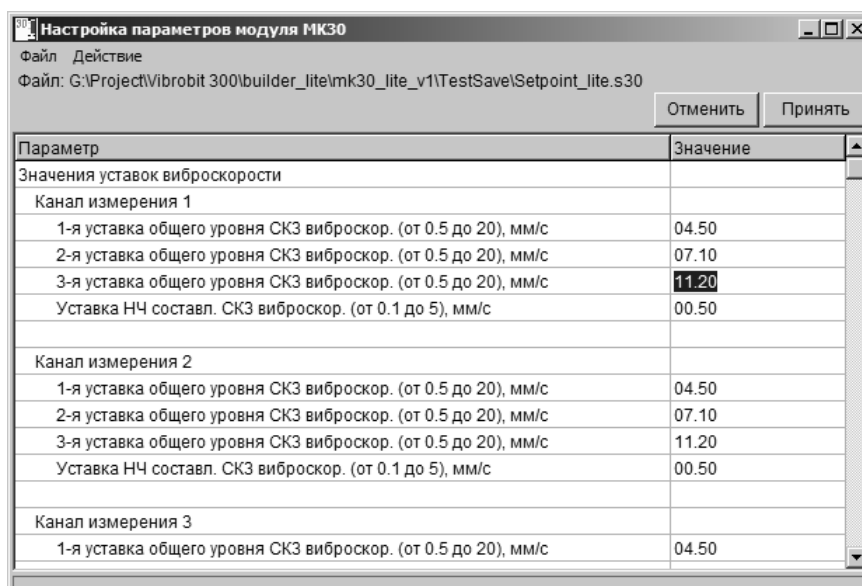 Настройка параметров модуля МК30
Файл Действие
Файл: G:\Project\Vibrobit 300\builder_lite\mk30_lite_v1\TestSave\Setpoint_lite.s30
Отменить Принять
Параметр Значение
Значения уставок виброскорости
Канал измерения 1
1-я уставка общего уровня СКЗ виброскор. (от 0.5 до 20), мм/с 04.50
2-я уставка общего уровня СКЗ виброскор. (от 0.5 до 20), мм/с 07.10
3-я уставка общего уровня СКЗ виброскор. (от 0.5 до 20), мм/с 11.20
Уставка НЧ составл. СКЗ виброскор. (от 0.1 до 5), мм/с 00.50
Канал измерения 2
1-я уставка общего уровня СКЗ виброскор. (от 0.5 до 20), мм/с 04.50
2-я уставка общего уровня СКЗ виброскор. (от 0.5 до 20), мм/с 07.10
3-я уставка общего уровня СКЗ виброскор. (от 0.5 до 20), мм/с 11.20
Уставка НЧ составл. СКЗ виброскор. (от 0.1 до 5), мм/с 00.50
Канал измерения 3
1-я уставка общего уровня СКЗ виброскор. (от 0.5 до 20), мм/с 04.50